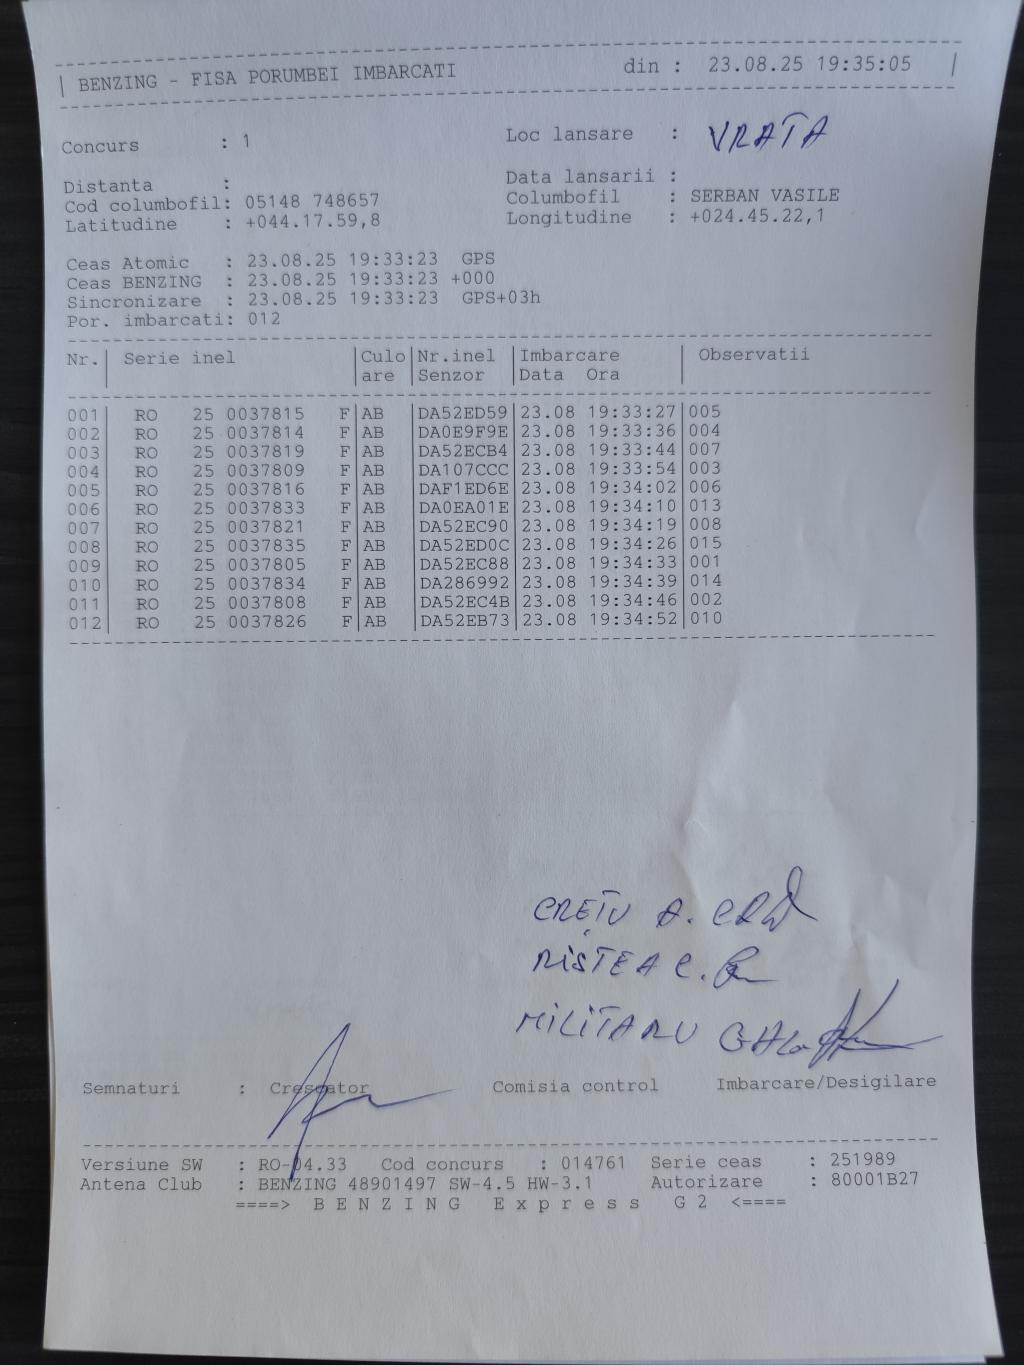 BENZING - FISA PORUMBEI IMBARCATI din : 23.08.25 19:35:05
Concurs : 1 Loc lansare : VRATA
Distanta : Data lansarii :
Cod columbofil: 05148 748657 Columbofil : SERBAN VASILE
Latitudine : +044.17.59,8 Longitudine : +024.45.22,1
Ceas Atomic : 23.08.25 19:33:23 GPS
Ceas BENZING : 23.08.25 19:33:23 +000
Sincronizare : 23.08.25 19:33:23 GPS+03h
Por. imbarcati: 012
Nr. | Serie inel | Culo | Nr.inel | Imbarcare | Observatii
are | Senzor | Data Ora
001 | RO 25 0037815 F | AB | DA52ED59 | 23.08 19:33:27 | 005
002 | RO 25 0037814 F | AB | DA0E9F9E | 23.08 19:33:36 | 004
003 | RO 25 0037819 F | AB | DA52ECB4 | 23.08 19:33:44 | 007
004 | RO 25 0037809 F | AB | DA107CCC | 23.08 19:33:54 | 003
005 | RO 25 0037816 F | AB | DAF1ED6E | 23.08 19:34:02 | 006
006 | RO 25 0037833 F | AB | DA0EA01E | 23.08 19:34:10 | 013
007 | RO 25 0037821 F | AB | DA52EC90 | 23.08 19:34:19 | 008
008 | RO 25 0037835 F | AB | DA52ED0C | 23.08 19:34:26 | 015
009 | RO 25 0037805 F | AB | DA52EC88 | 23.08 19:34:33 | 001
010 | RO 25 0037834 F | AB | DA286992 | 23.08 19:34:39 | 014
011 | RO 25 0037808 F | AB | DA52EC4B | 23.08 19:34:46 | 002
012 | RO 25 0037826 F | AB | DA52EB73 | 23.08 19:34:52 | 010
CREȚU A.
RISTEA C.
MILITARU
Semnaturi : Crescator Comisia control Imbarcare/Desigilare
Versiune SW : RO-04.33 Cod concurs : 014761 Serie ceas : 251989
Antena Club : BENZING 48901497 SW-4.5 HW-3.1 Autorizare : 80001B27
====> B E N Z I N G E x p r e s s G 2 <====